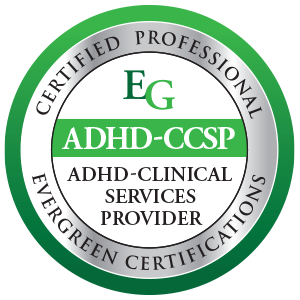 CERTIFIED PROFESSIONAL
EG
ADHD-CCSP
ADHD-CLINICAL
SERVICES
PROVIDER
EVERGREEN CERTIFICATIONS